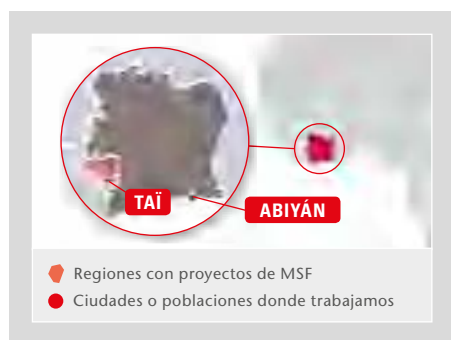 TAÏ
ABIYÁN
Regiones con proyectos de MSF
Ciudades o poblaciones donde trabajamos